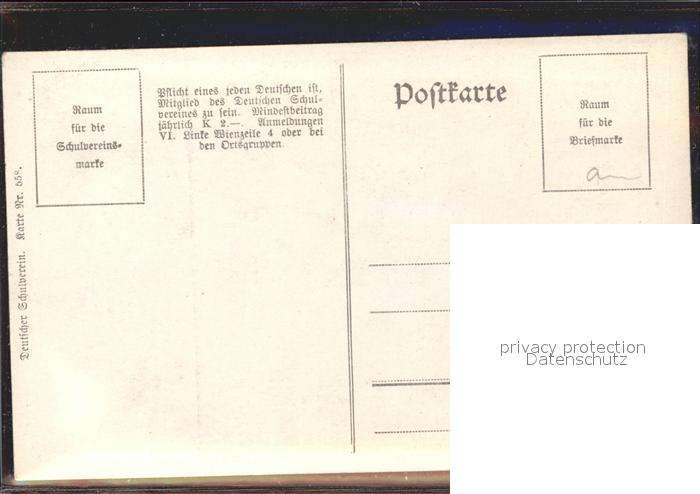 Raum
für die
Schulvereins-
marke
Pflicht eines jeden Deutschen ist,
Mitglied des Deutschen Schul-
vereines zu sein. Mindestbeitrag
jährlich K 2.—. Anmeldungen
VI. Linke Wienzeile 4 oder bei
den Ortsgruppen
Postkarte
Raum
für die
Briefmarke
Deutscher Schulverein. Karte Nr. 658.
privacy protection
Datenschutz